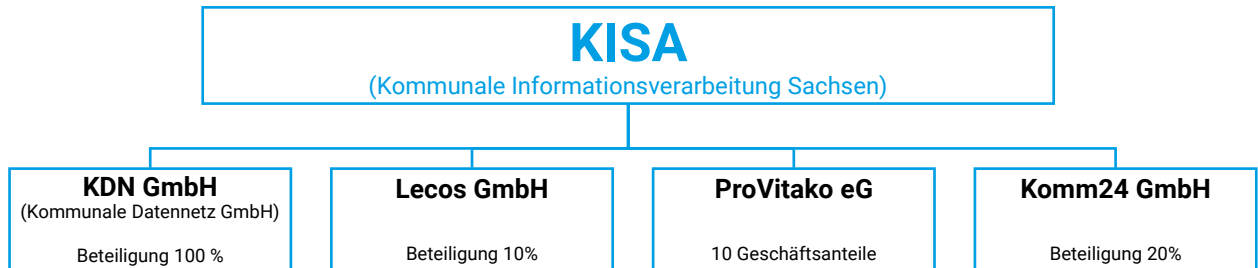 KISA
(Kommunale Informationsverarbeitung Sachsen)
KDN GmbH
(Kommunale Datennetz GmbH)
Beteiligung 100 %
Lecos GmbH
Beteiligung 10%
ProVitako eG
10 Geschäftsanteile
Komm24 GmbH
Beteiligung 20%